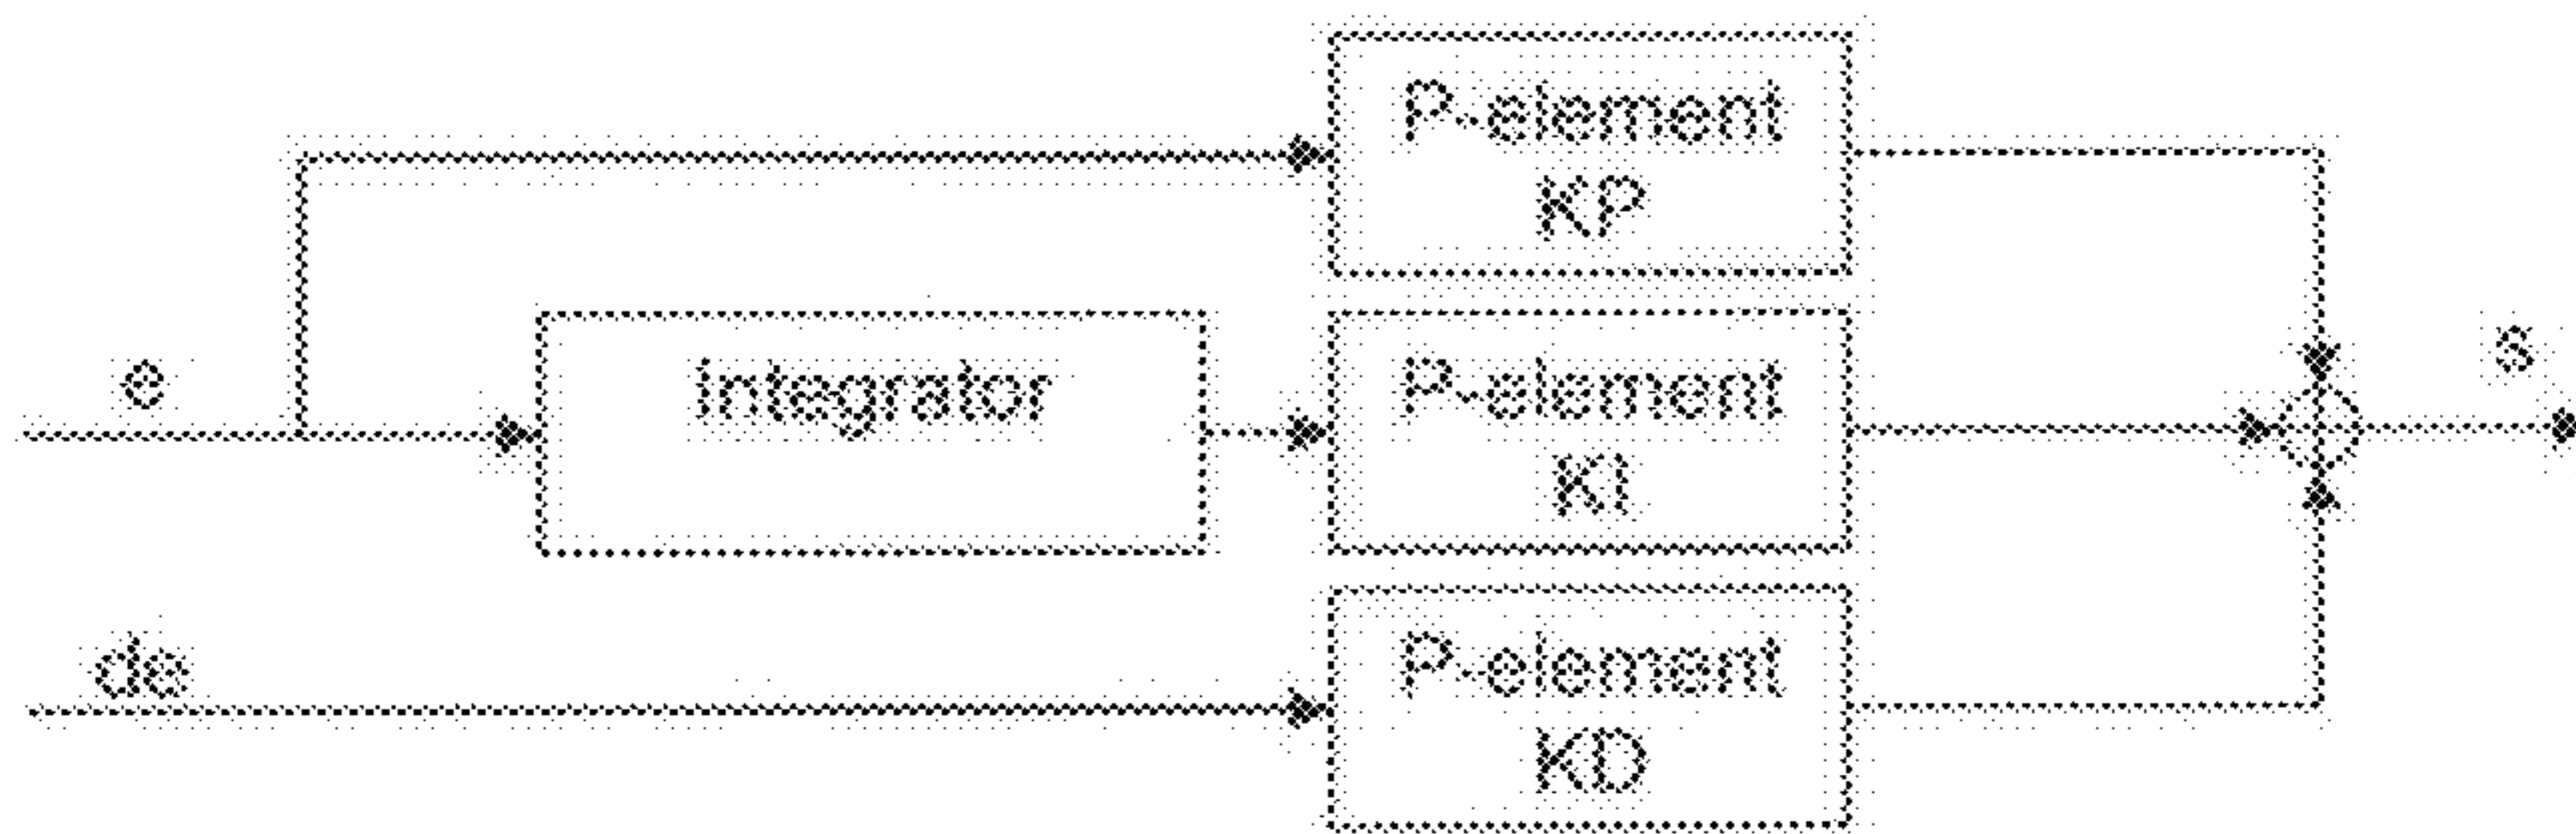 P-element
KP
e
Integrator
P-element
KI
s
de
P-element
KD